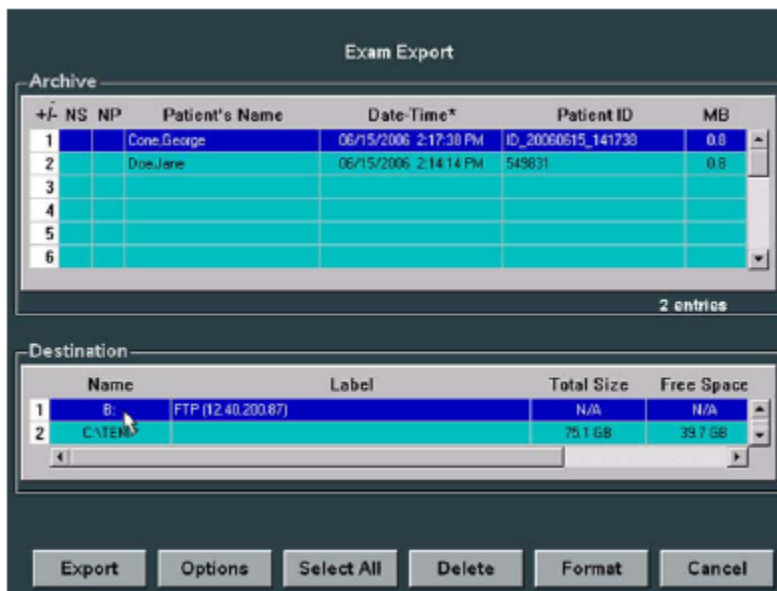 Exam Export
Archive
+/- NS NP Patient's Name Date-Time* Patient ID MB
1 Cone,George 06/15/2006 2:17:38 PM ID_20060615_141738 0.8
2 Doe,Jane 06/15/2006 2:14:14 PM 549831 0.8
3
4
5
6
2 entries
Destination
Name Label Total Size Free Space
1 B: FTP (12.40.200.87) N/A N/A
2 C:\TEMP 75.1 GB 39.7 GB
Export Options Select All Delete Format Cancel